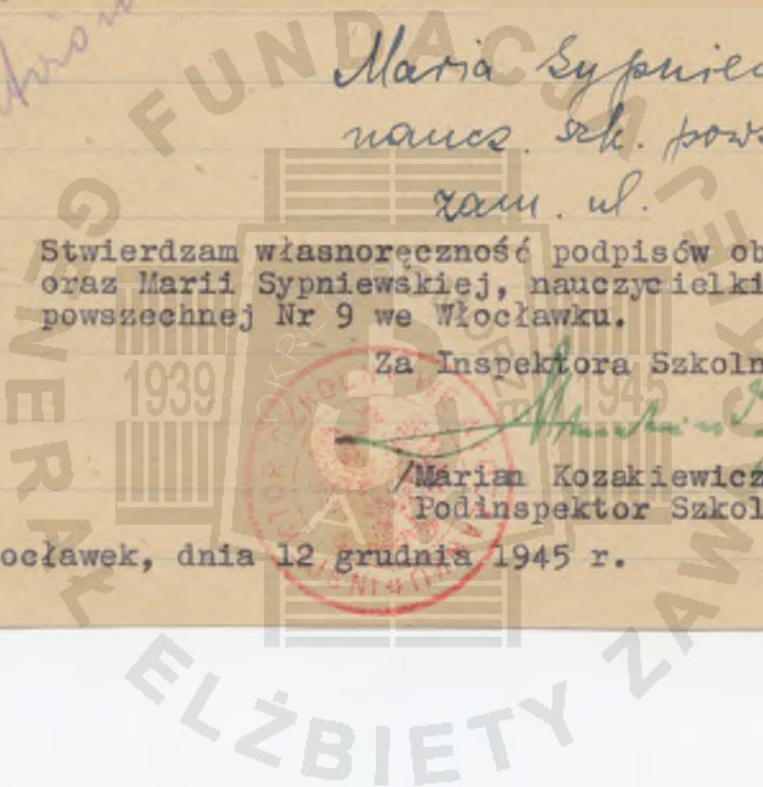 Maria Sypniec
naucz. szk. pows
zam. ul.
Stwierdzam własnoręczność podpisów ob
oraz Marii Sypniewskiej, nauczycielki
powszechnej Nr 9 we Włocławku.
Za Inspektora Szkoln
/Marian Kozakiewicz
Podinspektor Szkol
ocławek, dnia 12 grudnia 1945 r.
FUNDACJA
GENERAŁ
ELŻBIETY ZAW
1939
1945